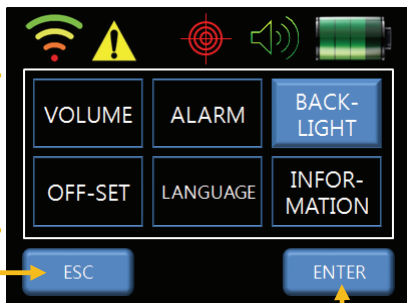 VOLUME
ALARM
BACK-
LIGHT
OFF-SET
LANGUAGE
INFOR-
MATION
ESC
ENTER